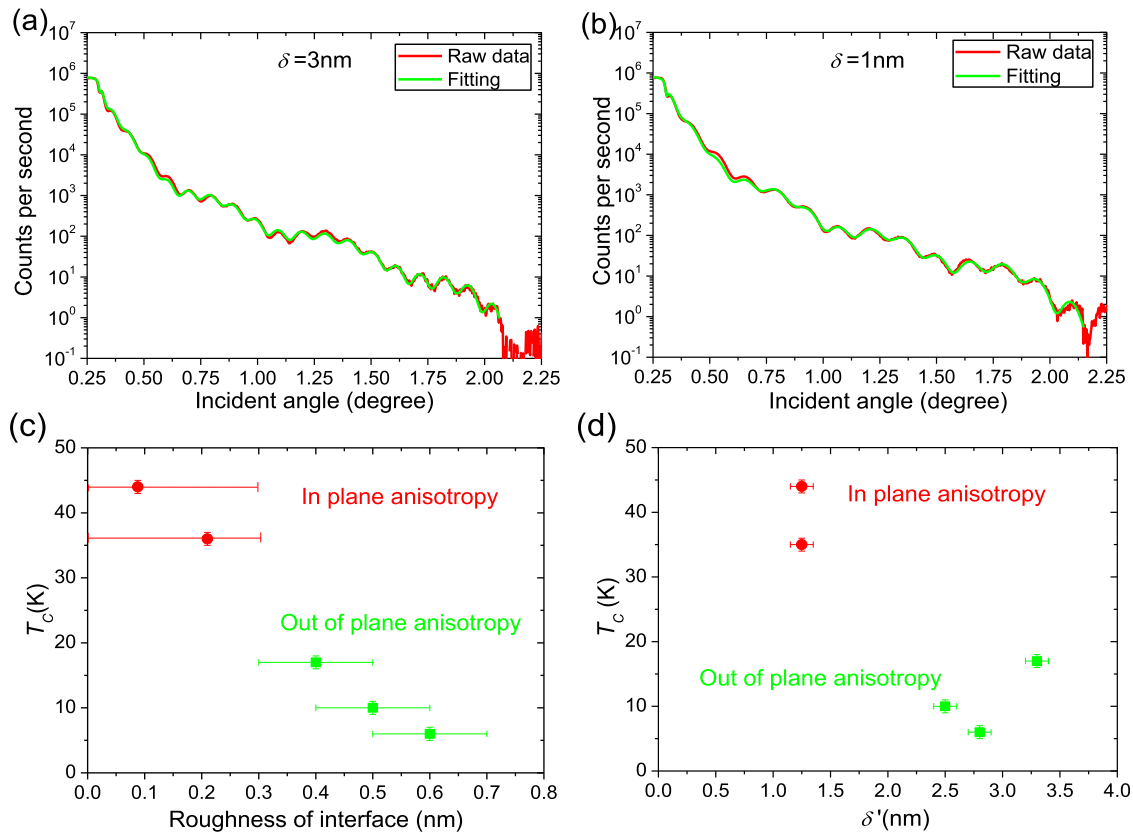 (a)
10^7
10^6
10^5
10^4
10^3
10^2
10^1
10^0
10^-1
Counts per second
δ =3nm
Raw data
Fitting
0.25 0.50 0.75 1.00 1.25 1.50 1.75 2.00 2.25
Incident angle (degree)
(b)
10^7
10^6
10^5
10^4
10^3
10^2
10^1
10^0
10^-1
Counts per second
δ =1nm
Raw data
Fitting
0.25 0.50 0.75 1.00 1.25 1.50 1.75 2.00 2.25
Incident angle (degree)
(c)
50
40
30
20
10
0
T_C(K)
In plane anisotropy
Out of plane anisotropy
0.0 0.1 0.2 0.3 0.4 0.5 0.6 0.7 0.8
Roughness of interface (nm)
(d)
50
40
30
20
10
0
T_C(K)
In plane anisotropy
Out of plane anisotropy
0.0 0.5 1.0 1.5 2.0 2.5 3.0 3.5 4.0
δ '(nm)